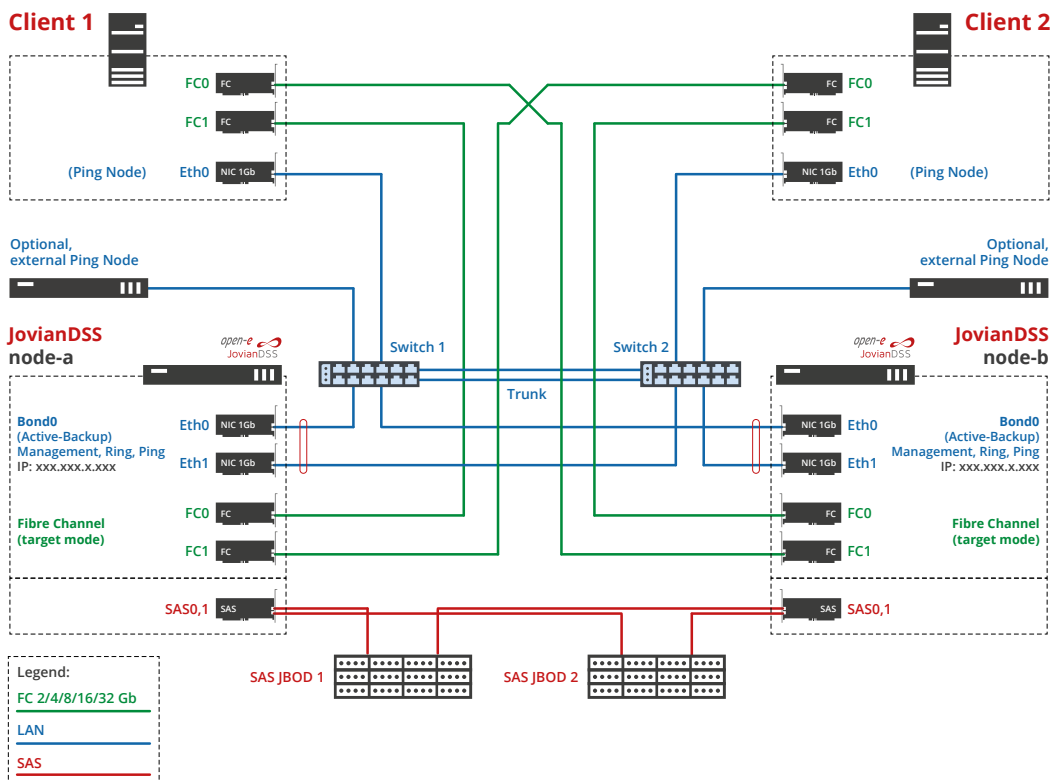 Client 1
Client 2
FC0
FC
FC
FC0
FC1
FC
FC
FC1
(Ping Node)
Eth0
NIC 1Gb
NIC 1Gb
Eth0
(Ping Node)
Optional,
external Ping Node
Optional,
external Ping Node
JovianDSS
node-a
open-e
JovianDSS
Switch 1
Switch 2
Trunk
open-e
JovianDSS
JovianDSS
node-b
Bond0
(Active-Backup)
Management, Ring, Ping
IP: xxx.xxx.x.xxx
Eth0
NIC 1Gb
Eth1
NIC 1Gb
NIC 1Gb
Eth0
NIC 1Gb
Eth1
Bond0
(Active-Backup)
Management, Ring, Ping
IP: xxx.xxx.x.xxx
Fibre Channel
(target mode)
FC0
FC
FC1
FC
FC
FC0
FC
FC1
Fibre Channel
(target mode)
SAS0,1
SAS
SAS
SAS0,1
SAS JBOD 1
SAS JBOD 2
Legend:
FC 2/4/8/16/32 Gb
LAN
SAS